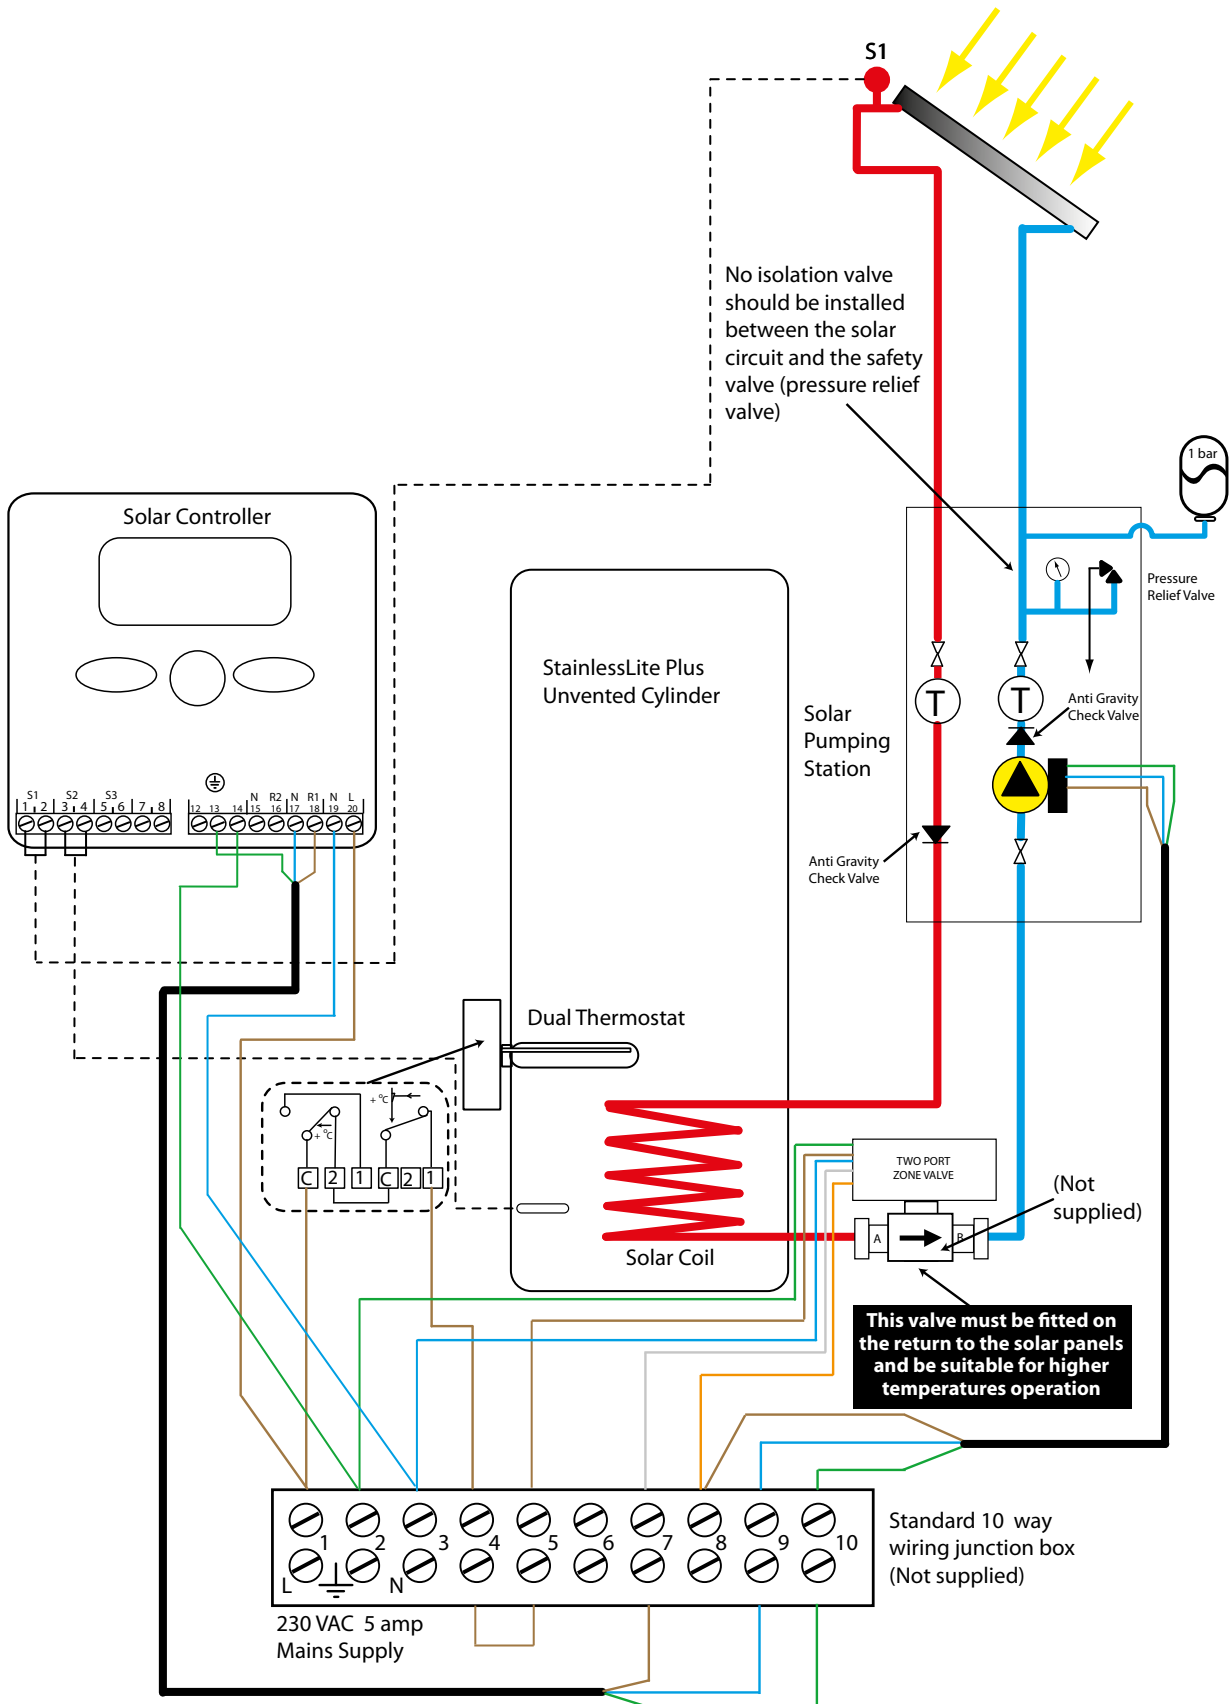 S1
No isolation valve
should be installed
between the solar
circuit and the safety
valve (pressure relief
valve)
1 bar
Solar Controller
Pressure
Relief Valve
StainlessLite Plus
Unvented Cylinder
T
T
Anti Gravity
Check Valve
Solar
Pumping
Station
S1 S2 S3
1 2 3 4 5 6 7 8
N R2 N R1 N L
12 13 14 15 16 17 18 19 20
Anti Gravity
Check Valve
Dual Thermostat
+ °C
+ °C
C 2 1 C 2 1
TWO PORT
ZONE VALVE
(Not
supplied)
A
B
Solar Coil
This valve must be fitted on
the return to the solar panels
and be suitable for higher
temperatures operation
1 2 3 4 5 6 7 8 9 10
L N
Standard 10 way
wiring junction box
(Not supplied)
230 VAC 5 amp
Mains Supply